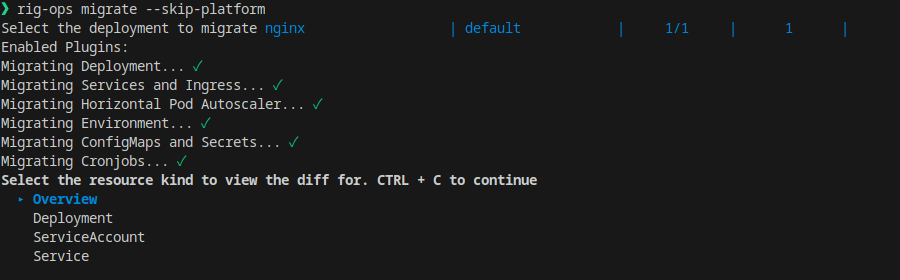 ❯ rig-ops migrate --skip-platform
Select the deployment to migrate nginx | default | 1/1 | 1 |
Enabled Plugins:
Migrating Deployment... ✓
Migrating Services and Ingress... ✓
Migrating Horizontal Pod Autoscaler... ✓
Migrating Environment... ✓
Migrating ConfigMaps and Secrets... ✓
Migrating Cronjobs... ✓
Select the resource kind to view the diff for. CTRL + C to continue
▸ Overview
Deployment
ServiceAccount
Service